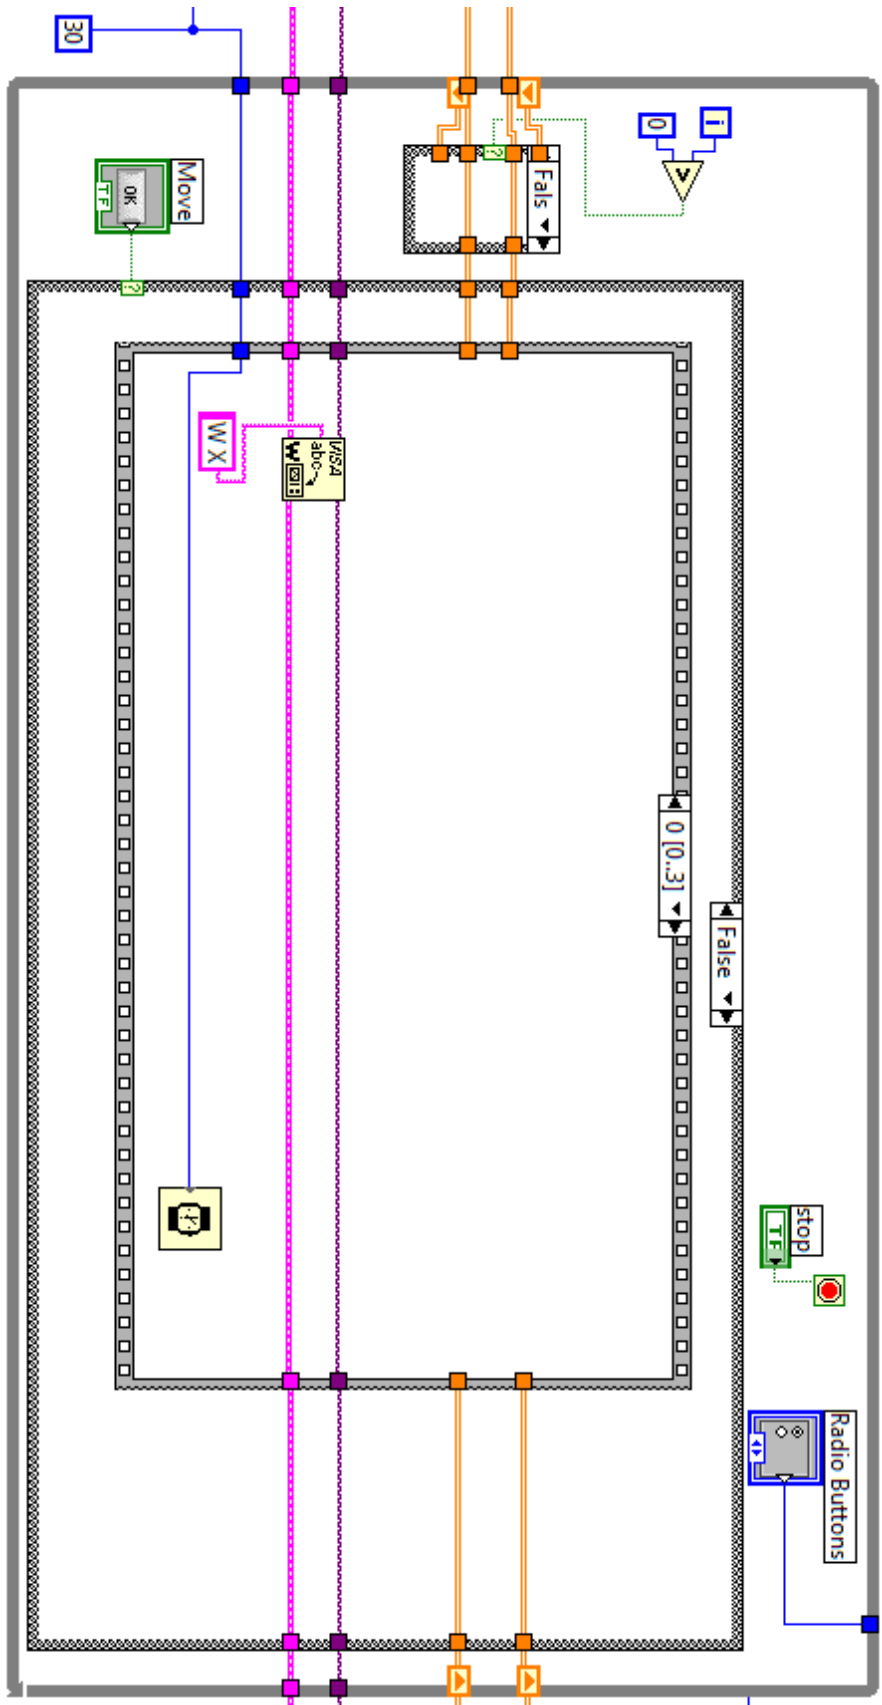 Radio Buttons
stop
TF
i
>
0
False
0 [0..3]
Fals
?
VISA
abc
W
W X
Move
OK
TF
?
30